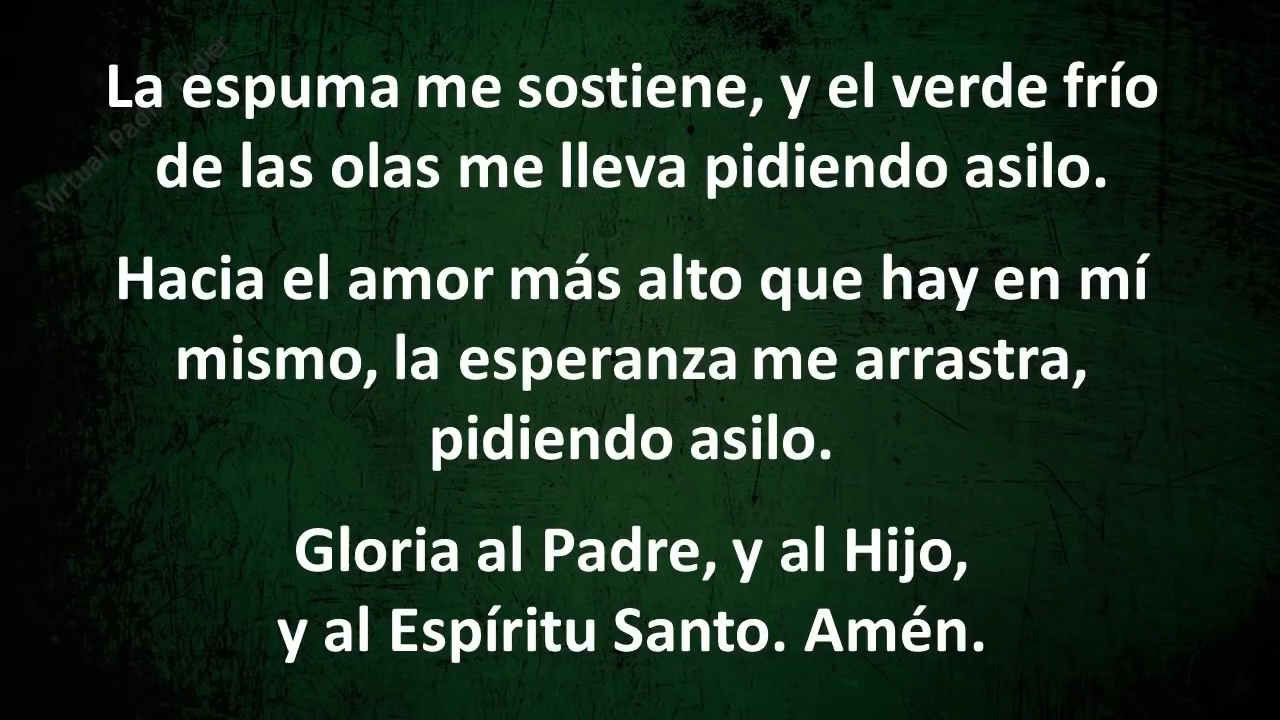 La espuma me sostiene, y el verde frío
de las olas me lleva pidiendo asilo.
Hacia el amor más alto que hay en mí
mismo, la esperanza me arrastra,
pidiendo asilo.
Gloria al Padre, y al Hijo,
y al Espíritu Santo. Amén.